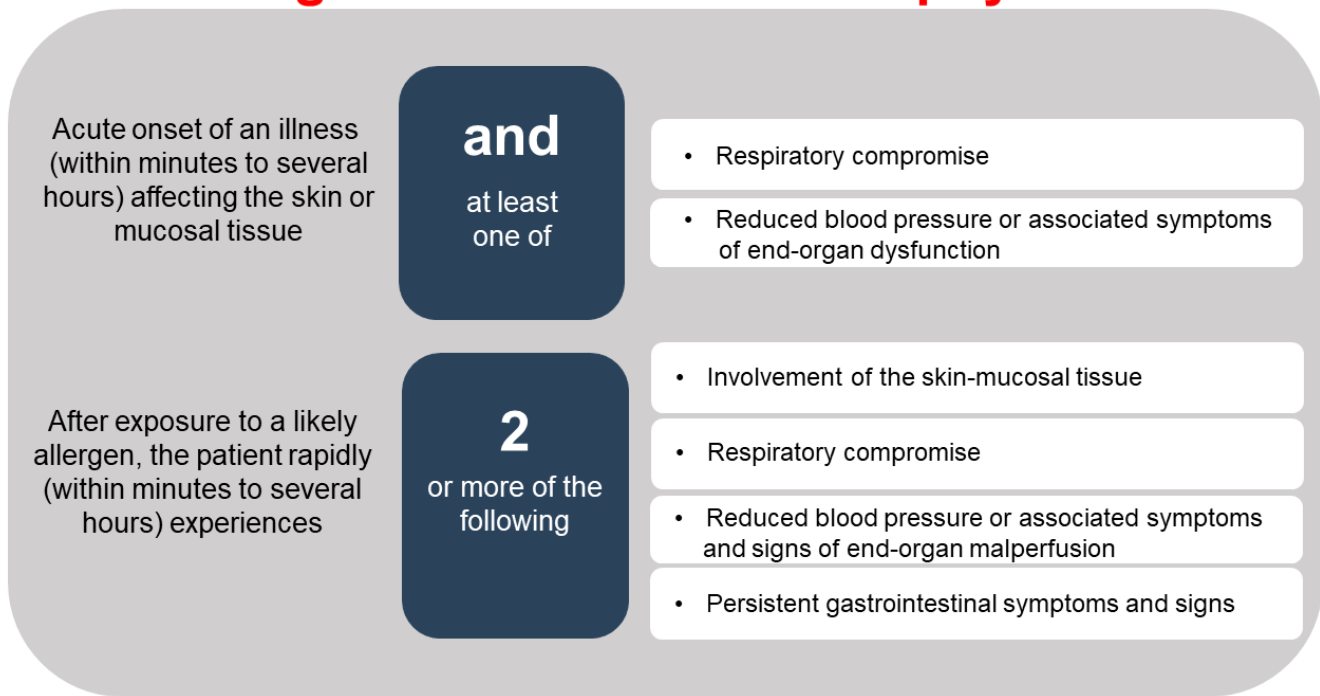 Acute onset of an illness
(within minutes to several
hours) affecting the skin or
mucosal tissue
and
at least
one of
• Respiratory compromise
• Reduced blood pressure or associated symptoms
of end-organ dysfunction
After exposure to a likely
allergen, the patient rapidly
(within minutes to several
hours) experiences
2
or more of the
following
• Involvement of the skin-mucosal tissue
• Respiratory compromise
• Reduced blood pressure or associated symptoms
and signs of end-organ malperfusion
• Persistent gastrointestinal symptoms and signs